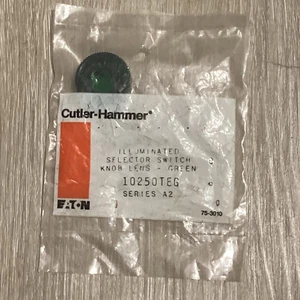 Cutler-Hammer®
ILLUMINATED
SELECTOR SWITCH
KNOB LENS - GREEN
10250TEG
SERIES A2
EATON
75-3010